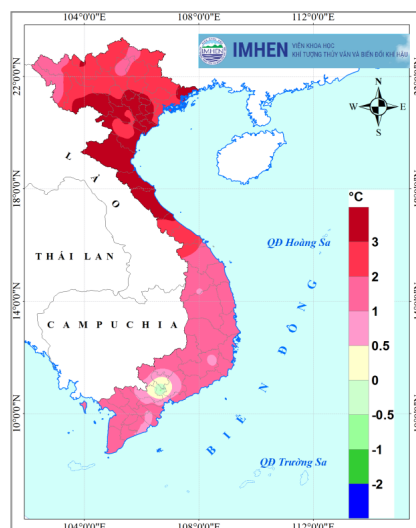 104°0'0"E 108°0'0"E 112°0'0"E
IMHEN
VIỆN KHOA HỌC
KHÍ TƯỢNG THỦY VĂN VÀ BIẾN ĐỔI KHÍ HẬU
22°0'0"N
N
W E
S
LÀO
18°0'0"N
°C
QĐ Hoàng Sa
3
THÁI LAN
2
14°0'0"N
1
CAMPUCHIA
0.5
BIỂN ĐÔNG
0
-0.5
10°0'0"N
-1
QĐ Trường Sa
-2
104°0'0"E 108°0'0"E 112°0'0"E